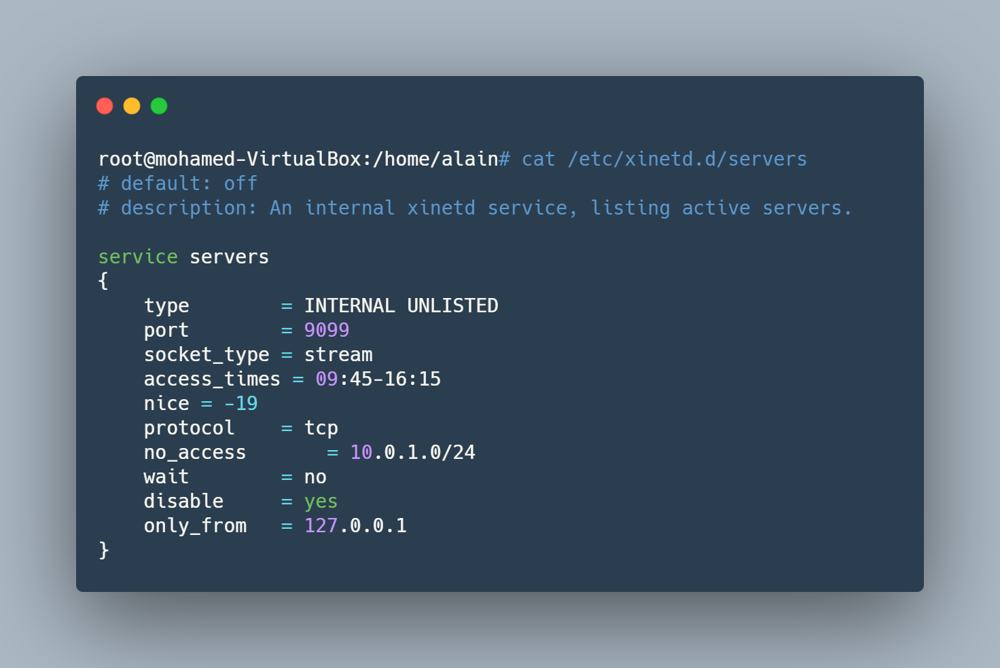 root@mohamed-VirtualBox:/home/alain# cat /etc/xinetd.d/servers
# default: off
# description: An internal xinetd service, listing active servers.

service servers
{
    type        = INTERNAL UNLISTED
    port        = 9099
    socket_type = stream
    access_times = 09:45-16:15
    nice = -19
    protocol    = tcp
    no_access       = 10.0.1.0/24
    wait        = no
    disable     = yes
    only_from   = 127.0.0.1
}